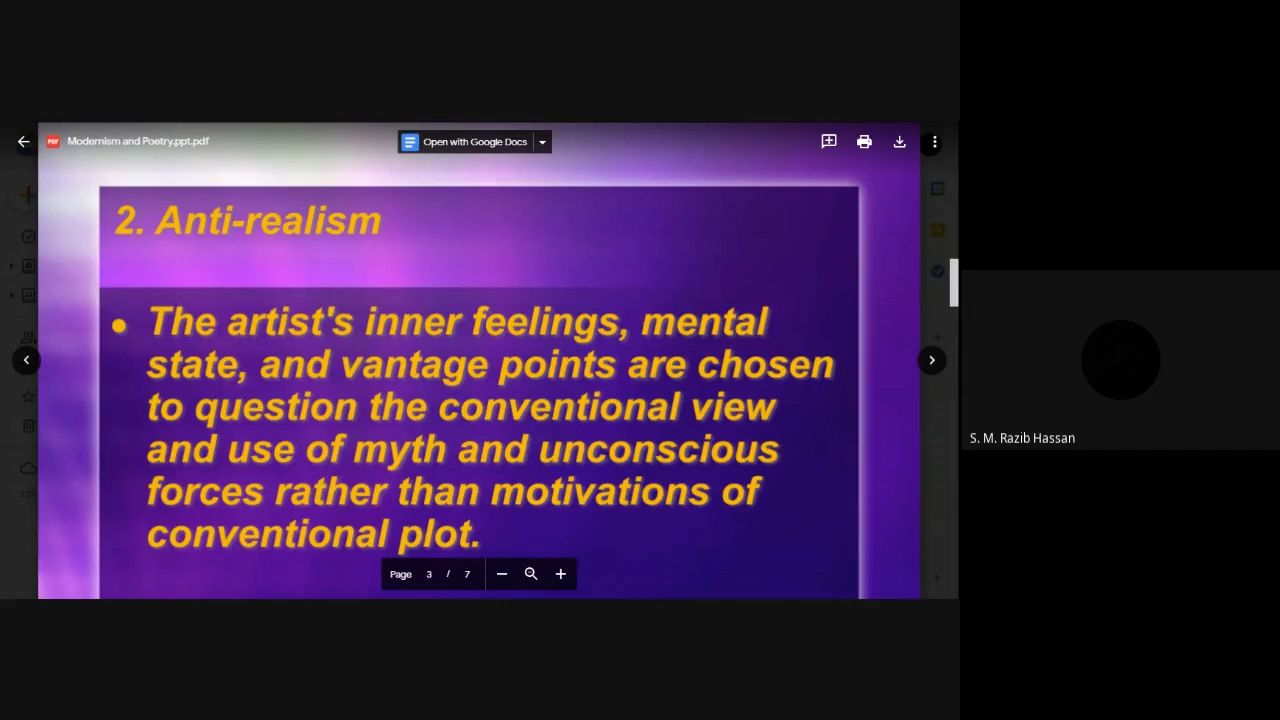 PDF Modernism and Poetry.ppt.pdf
Open with Google Docs
2. Anti-realism
The artist's inner feelings, mental
state, and vantage points are chosen
to question the conventional view
and use of myth and unconscious
forces rather than motivations of
conventional plot.
Page 3 / 7
S. M. Razib Hassan